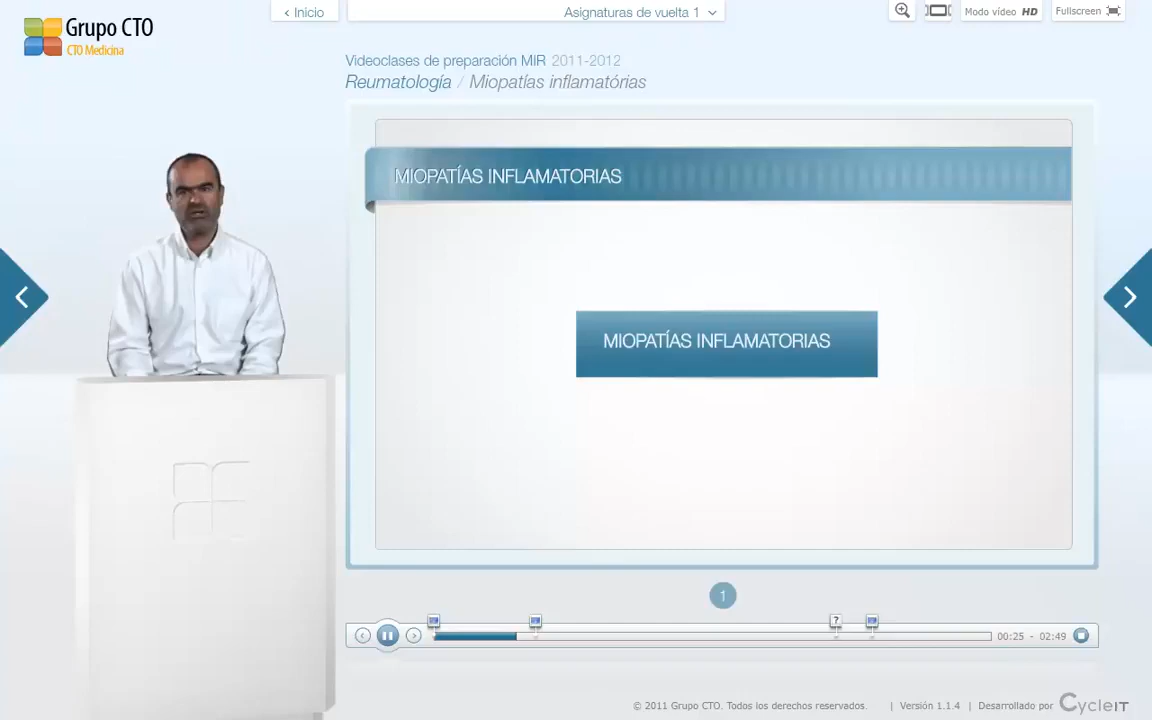 Grupo CTO
CTO Medicina
‹ Inicio
Asignaturas de vuelta 1
Modo vídeo HD
Fullscreen
Videoclases de preparación MIR 2011-2012
Reumatología / Miopatías inflamatórias
MIOPATÍAS INFLAMATORIAS
MIOPATÍAS INFLAMATORIAS
1
?
00:25 - 02:49
© 2011 Grupo CTO. Todos los derechos reservados. | Versión 1.1.4 | Desarrollado por CycleIT